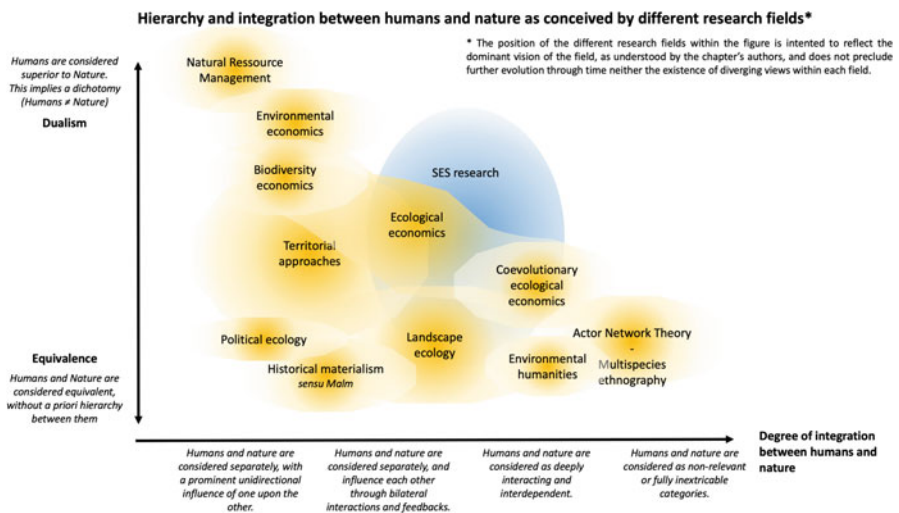 Hierarchy and integration between humans and nature as conceived by different research fields*
* The position of the different research fields within the figure is intended to reflect the
dominant vision of the field, as understood by the chapter's authors, and does not preclude
further evolution through time neither the existence of diverging views within each field.
Humans are considered
superior to Nature.
This implies a dichotomy
(Humans ≠ Nature)
Dualism
Natural Ressource
Management
Environmental
economics
Biodiversity
economics
SES research
Ecological
economics
Territorial
approaches
Coevolutionary
ecological
economics
Political ecology
Landscape
ecology
Actor Network Theory
-
Multispecies
ethnography
Historical materialism
sensu Malm
Environmental
humanities
Equivalence
Humans and Nature are
considered equivalent,
without a priori hierarchy
between them
Degree of integration
between humans and
nature
Humans and nature are
considered separately, with
a prominent unidirectional
influence of one upon the
other.
Humans and nature are
considered separately, and
influence each other
through bilateral
interactions and feedbacks.
Humans and nature are
considered as deeply
interacting and
interdependent.
Humans and nature are
considered as non-relevant
or fully inextricable
categories.